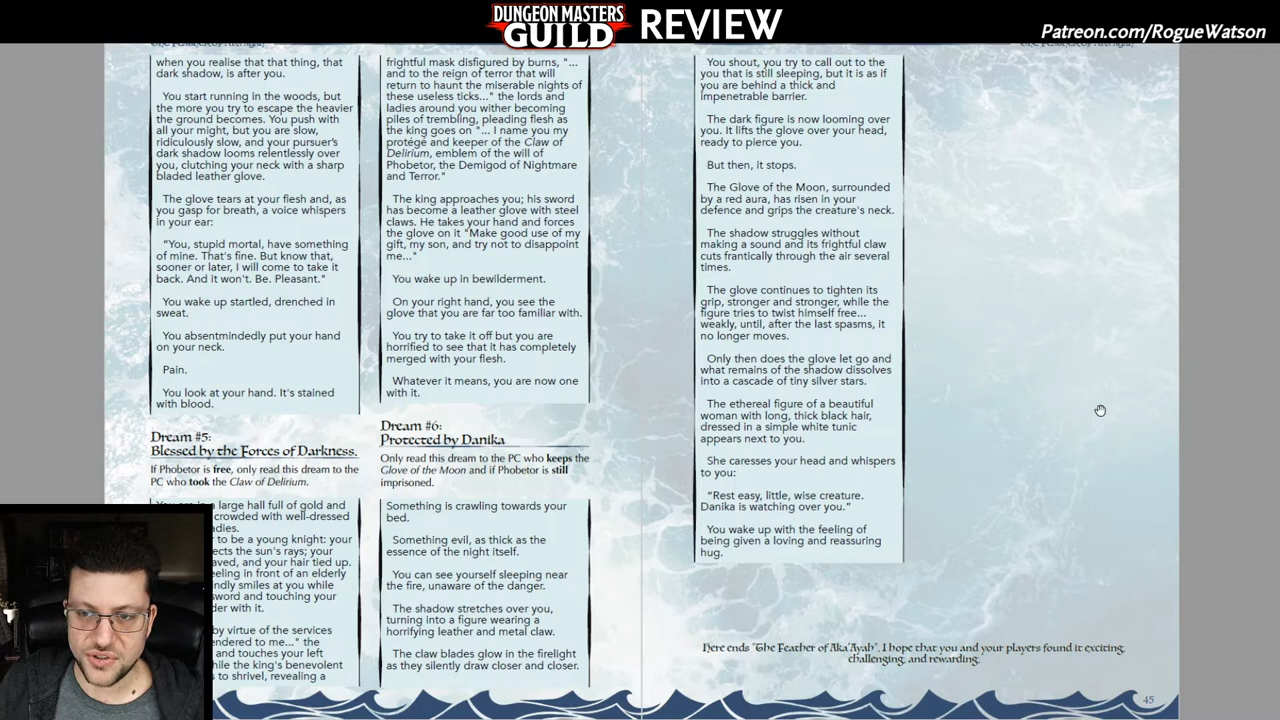 DUNGEON MASTERS
GUILD
REVIEW
Patreon.com/RogueWatson
when you realise that that thing, that
dark shadow, is after you.
You start running in the woods, but
the more you try to escape the heavier
the ground becomes. You push with
all your might, but you are slow,
ridiculously slow, and your pursuer's
dark shadow looms relentlessly over
you, clutching your neck with a sharp
bladed leather glove.
The glove tears at your flesh and, as
you gasp for breath, a voice whispers
in your ear:
"You, stupid mortal, have something
of mine. That's fine. But know that,
sooner or later, I will come to take it
back. And it won't. Be. Pleasant."
You wake up startled, drenched in
sweat.
You absentmindedly put your hand
on your neck.
Pain.
You look at your hand. It's stained
with blood.
Dream #5:
Blessed by the Forces of Darkness.
If Phobetor is free, only read this dream to the
PC who took the Claw of Delirium.
large hall full of gold and
crowded with well-dressed
to be a young knight: your
the sun's rays; your
and your hair tied up.
in front of an elderly
smiles at you while
sword and touching your
with it.
by virtue of the services
to me..." the
and touches your left
the king's benevolent
to shrivel, revealing a
frightful mask disfigured by burns, "...
and to the reign of terror that will
return to haunt the miserable nights of
these useless ticks..." the lords and
ladies around you wither becoming
piles of trembling, pleading flesh as
the king goes on "... I name you my
protégé and keeper of the Claw of
Delirium, emblem of the will of
Phobetor, the Demigod of Nightmare
and Terror."
The king approaches you; his sword
has become a leather glove with steel
claws. He takes your hand and forces
the glove on it "Make good use of my
gift, my son, and try not to disappoint
me..."
You wake up in bewilderment.
On your right hand, you see the
glove that you are far too familiar with.
You try to take it off but you are
horrified to see that it has completely
merged with your flesh.
Whatever it means, you are now one
with it.
Dream #6:
Protected by Danika
Only read this dream to the PC who keeps the
Glove of the Moon and if Phobetor is still
imprisoned.
Something is crawling towards your
bed.
Something evil, as thick as the
essence of the night itself.
You can see yourself sleeping near
the fire, unaware of the danger.
The shadow stretches over you,
turning into a figure wearing a
horrifying leather and metal claw.
The claw blades glow in the firelight
as they silently draw closer and closer.
You shout, you try to call out to the
you that is still sleeping, but it is as if
you are behind a thick and
impenetrable barrier.
The dark figure is now looming over
you. It lifts the glove over your head,
ready to pierce you.
But then, it stops.
The Glove of the Moon, surrounded
by a red aura, has risen in your
defence and grips the creature's neck.
The shadow struggles without
making a sound and its frightful claw
cuts frantically through the air several
times.
The glove continues to tighten its
grip, stronger and stronger, while the
figure tries to twist himself free...
weakly, until, after the last spasms, it
no longer moves.
Only then does the glove let go and
what remains of the shadow dissolves
into a cascade of tiny silver stars.
The ethereal figure of a beautiful
woman with long, thick black hair,
dressed in a simple white tunic
appears next to you.
She caresses your head and whispers
to you:
"Rest easy, little, wise creature.
Danika is watching over you."
You wake up with the feeling of
being given a loving and reassuring
hug.
Here ends "The Feather of Aka'Ayah". I hope that you and your players found it exciting,
challenging, and rewarding.
45